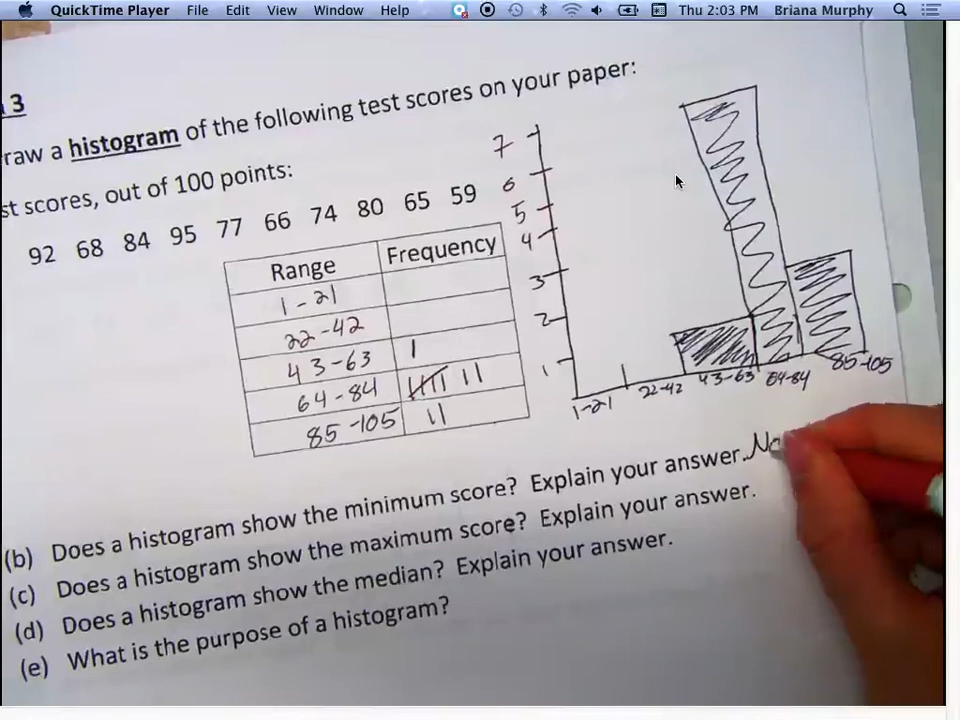 QuickTime Player File Edit View Window Help Thu 2:03 PM Briana Murphy
3
raw a histogram of the following test scores on your paper:
st scores, out of 100 points:
92 68 84 95 77 66 74 80 65 59
Range Frequency
1-21
22-42
43-63
64-84
85-105
7
6
5
4
3
2
1
1-21 22-42 43-63 64-84 85-105
(b) Does a histogram show the minimum score? Explain your answer. No
(c) Does a histogram show the maximum score? Explain your answer.
(d) Does a histogram show the median? Explain your answer.
(e) What is the purpose of a histogram?